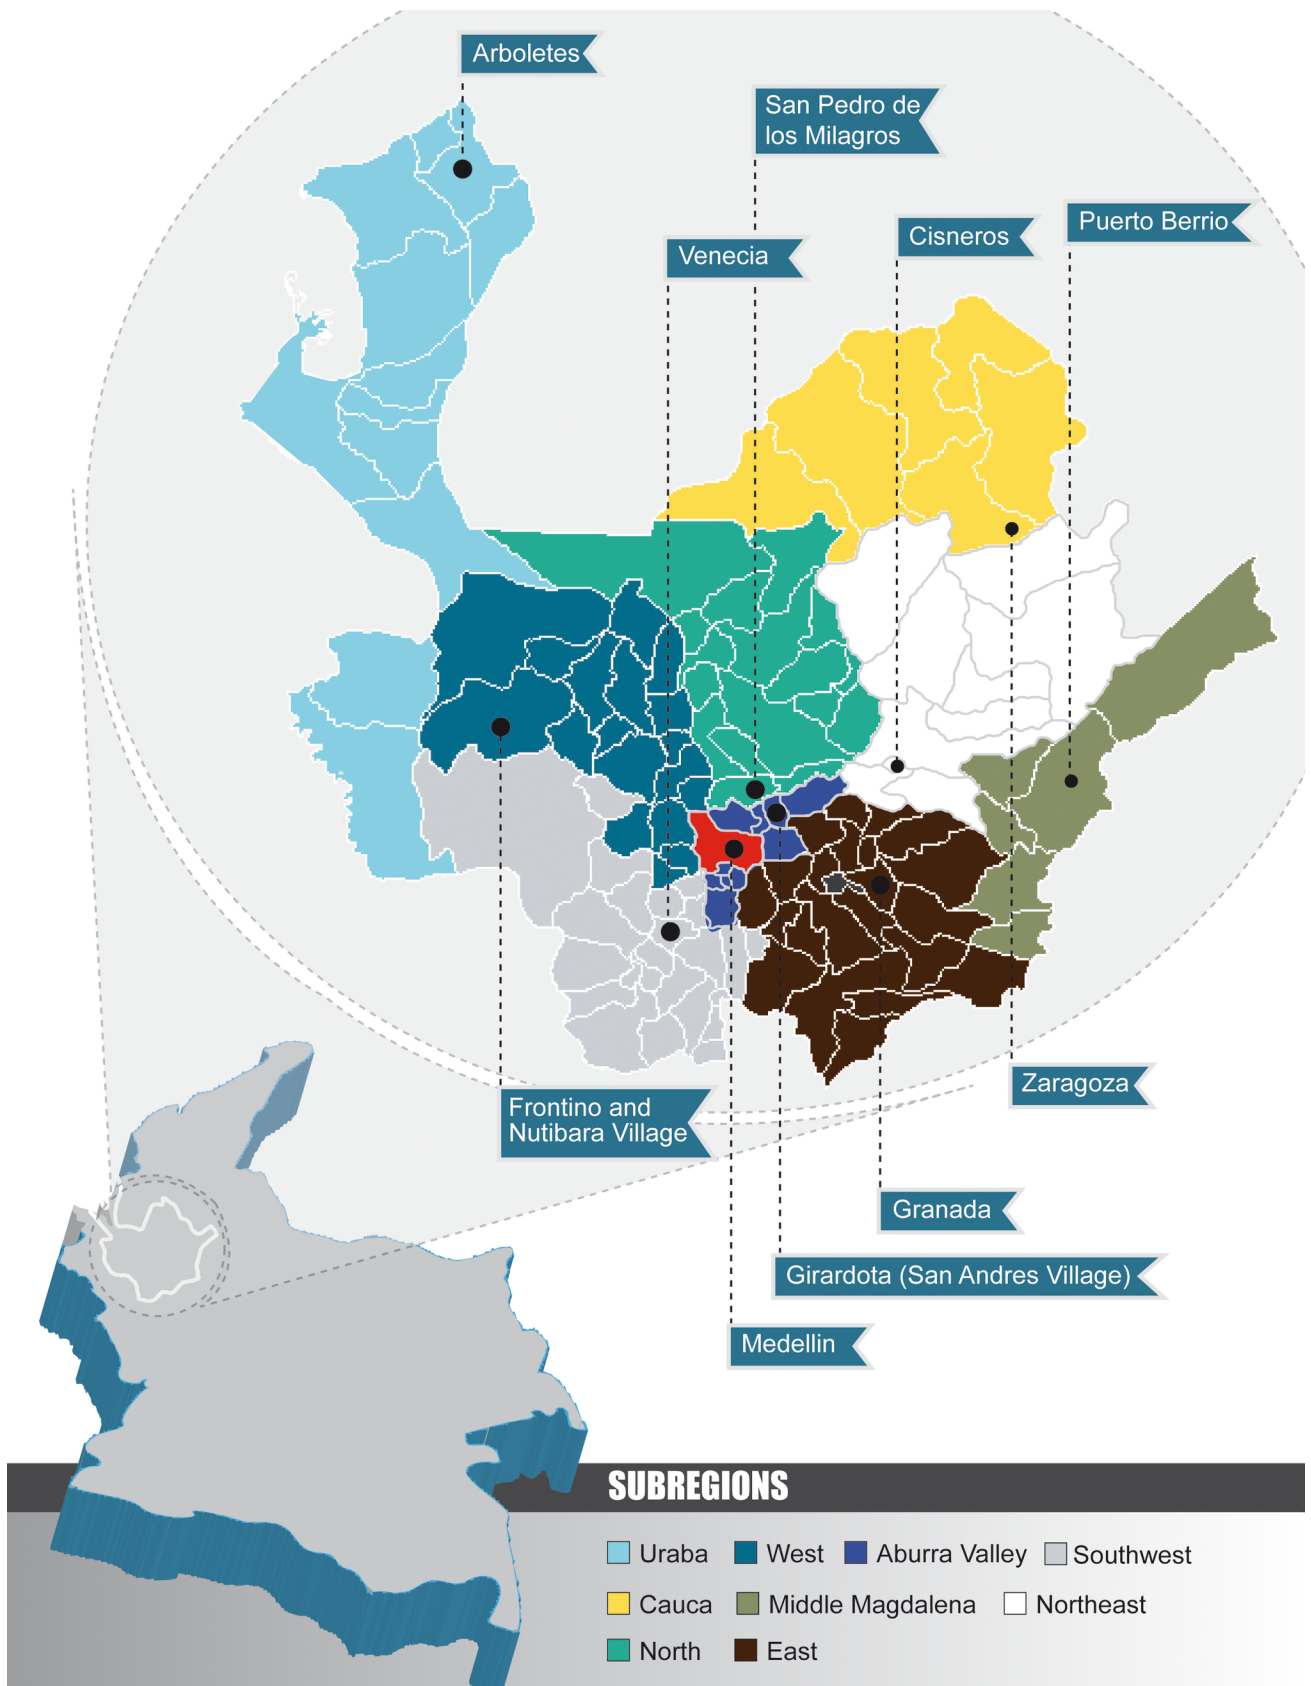 Arboletes
San Pedro de
los Milagros
Puerto Berrio
Cisneros
Venecia
Zaragoza
Frontino and
Nutibara Village
Granada
Girardota (San Andres Village)
Medellin
SUBREGIONS
Uraba West Aburra Valley Southwest
Cauca Middle Magdalena Northeast
North East